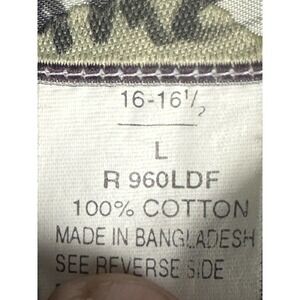 16-16½
L
R 960LDF
100% COTTON
MADE IN BANGLADESH
SEE REVERSE SIDE